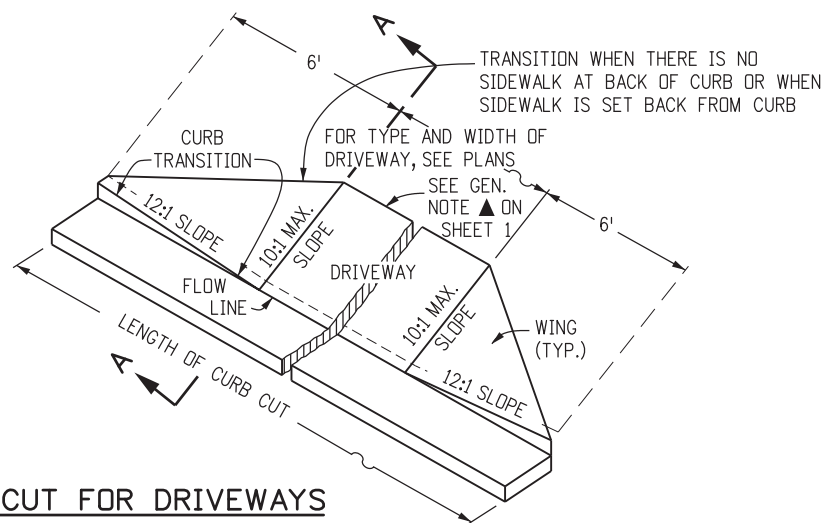 A
6'
TRANSITION WHEN THERE IS NO
SIDEWALK AT BACK OF CURB OR WHEN
SIDEWALK IS SET BACK FROM CURB
FOR TYPE AND WIDTH OF
DRIVEWAY, SEE PLANS
CURB
TRANSITION
SEE GEN.
NOTE ▲ ON
SHEET 1
6'
12:1 SLOPE
10:1 MAX.
SLOPE
DRIVEWAY
FLOW
LINE
10:1 MAX.
SLOPE
WING
(TYP.)
12:1 SLOPE
LENGTH OF CURB CUT
A
CUT FOR DRIVEWAYS